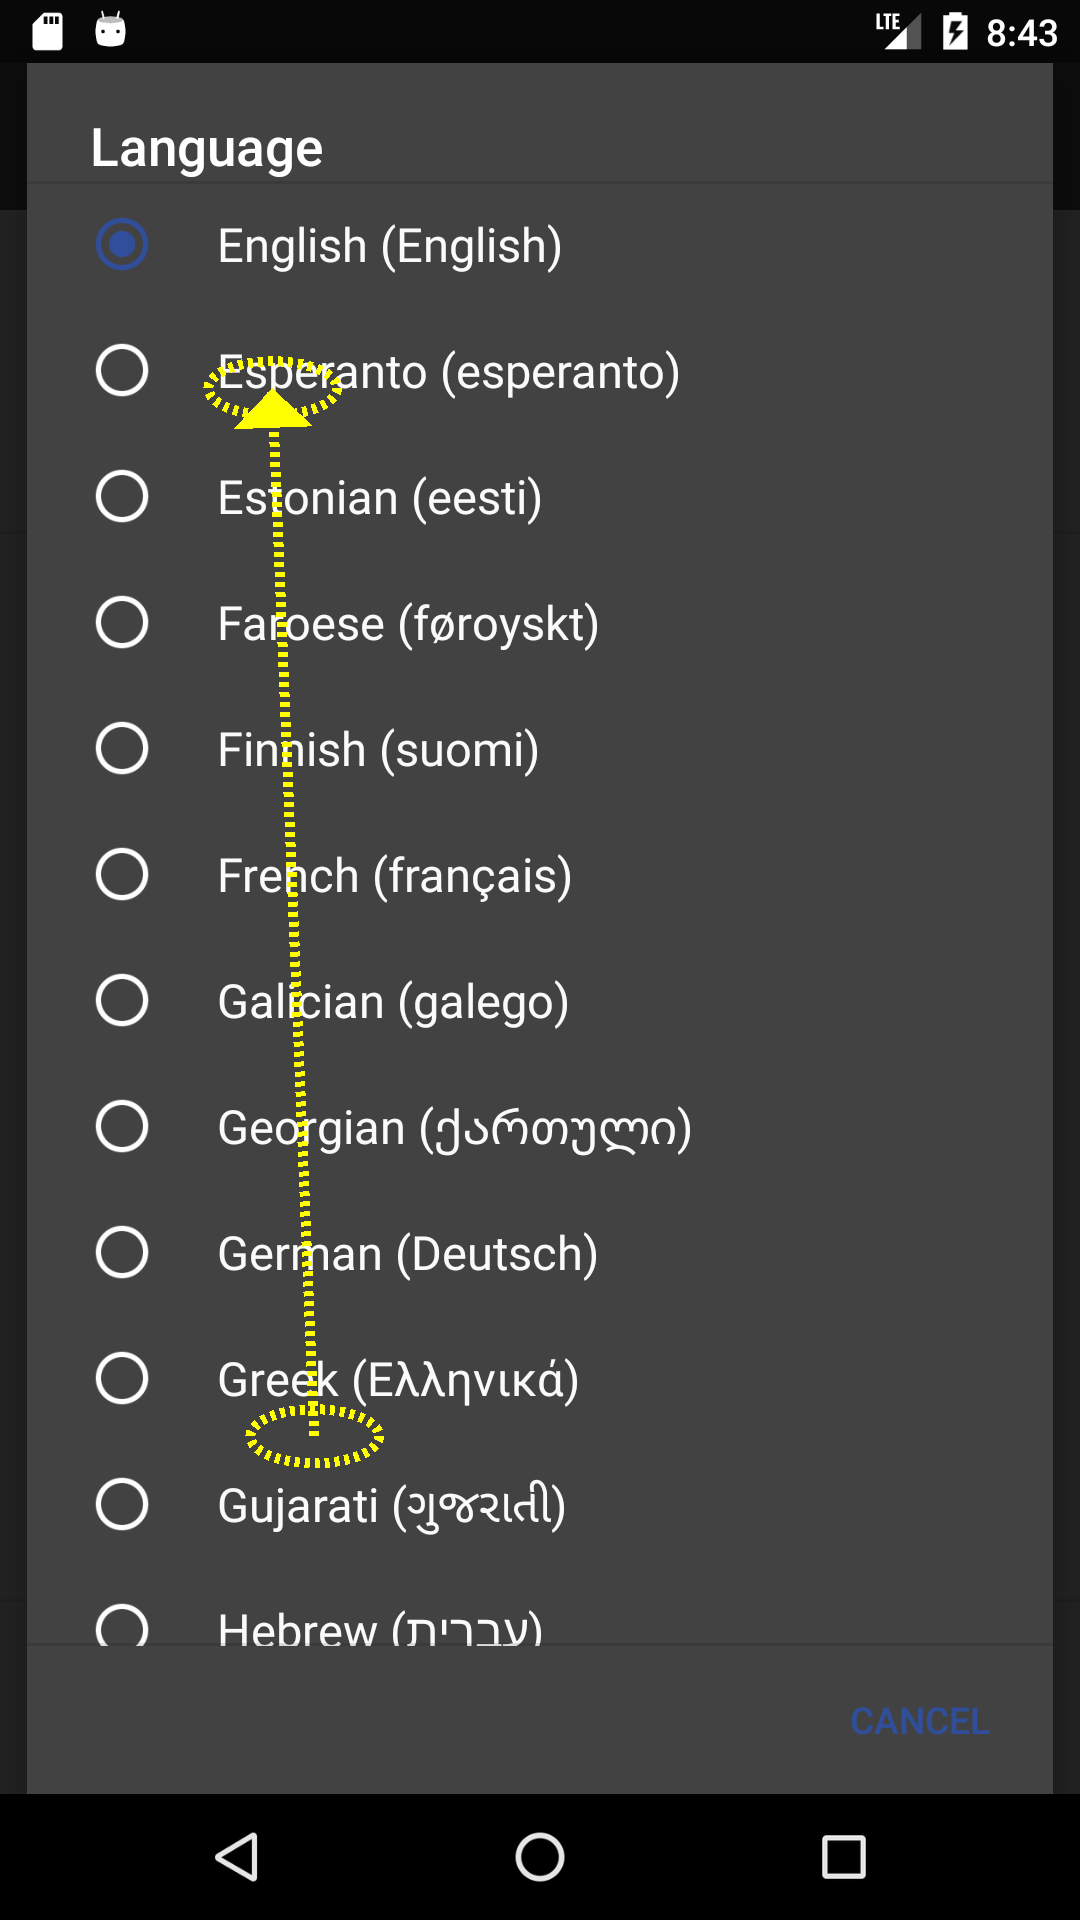 LTE 8:43
Language
English (English)
Esperanto (esperanto)
Estonian (eesti)
Faroese (føroyskt)
Finnish (suomi)
French (français)
Galician (galego)
Georgian (ქართული)
German (Deutsch)
Greek (Ελληνικά)
Gujarati (ગુજરાતી)
Hebrew (עברית)
CANCEL